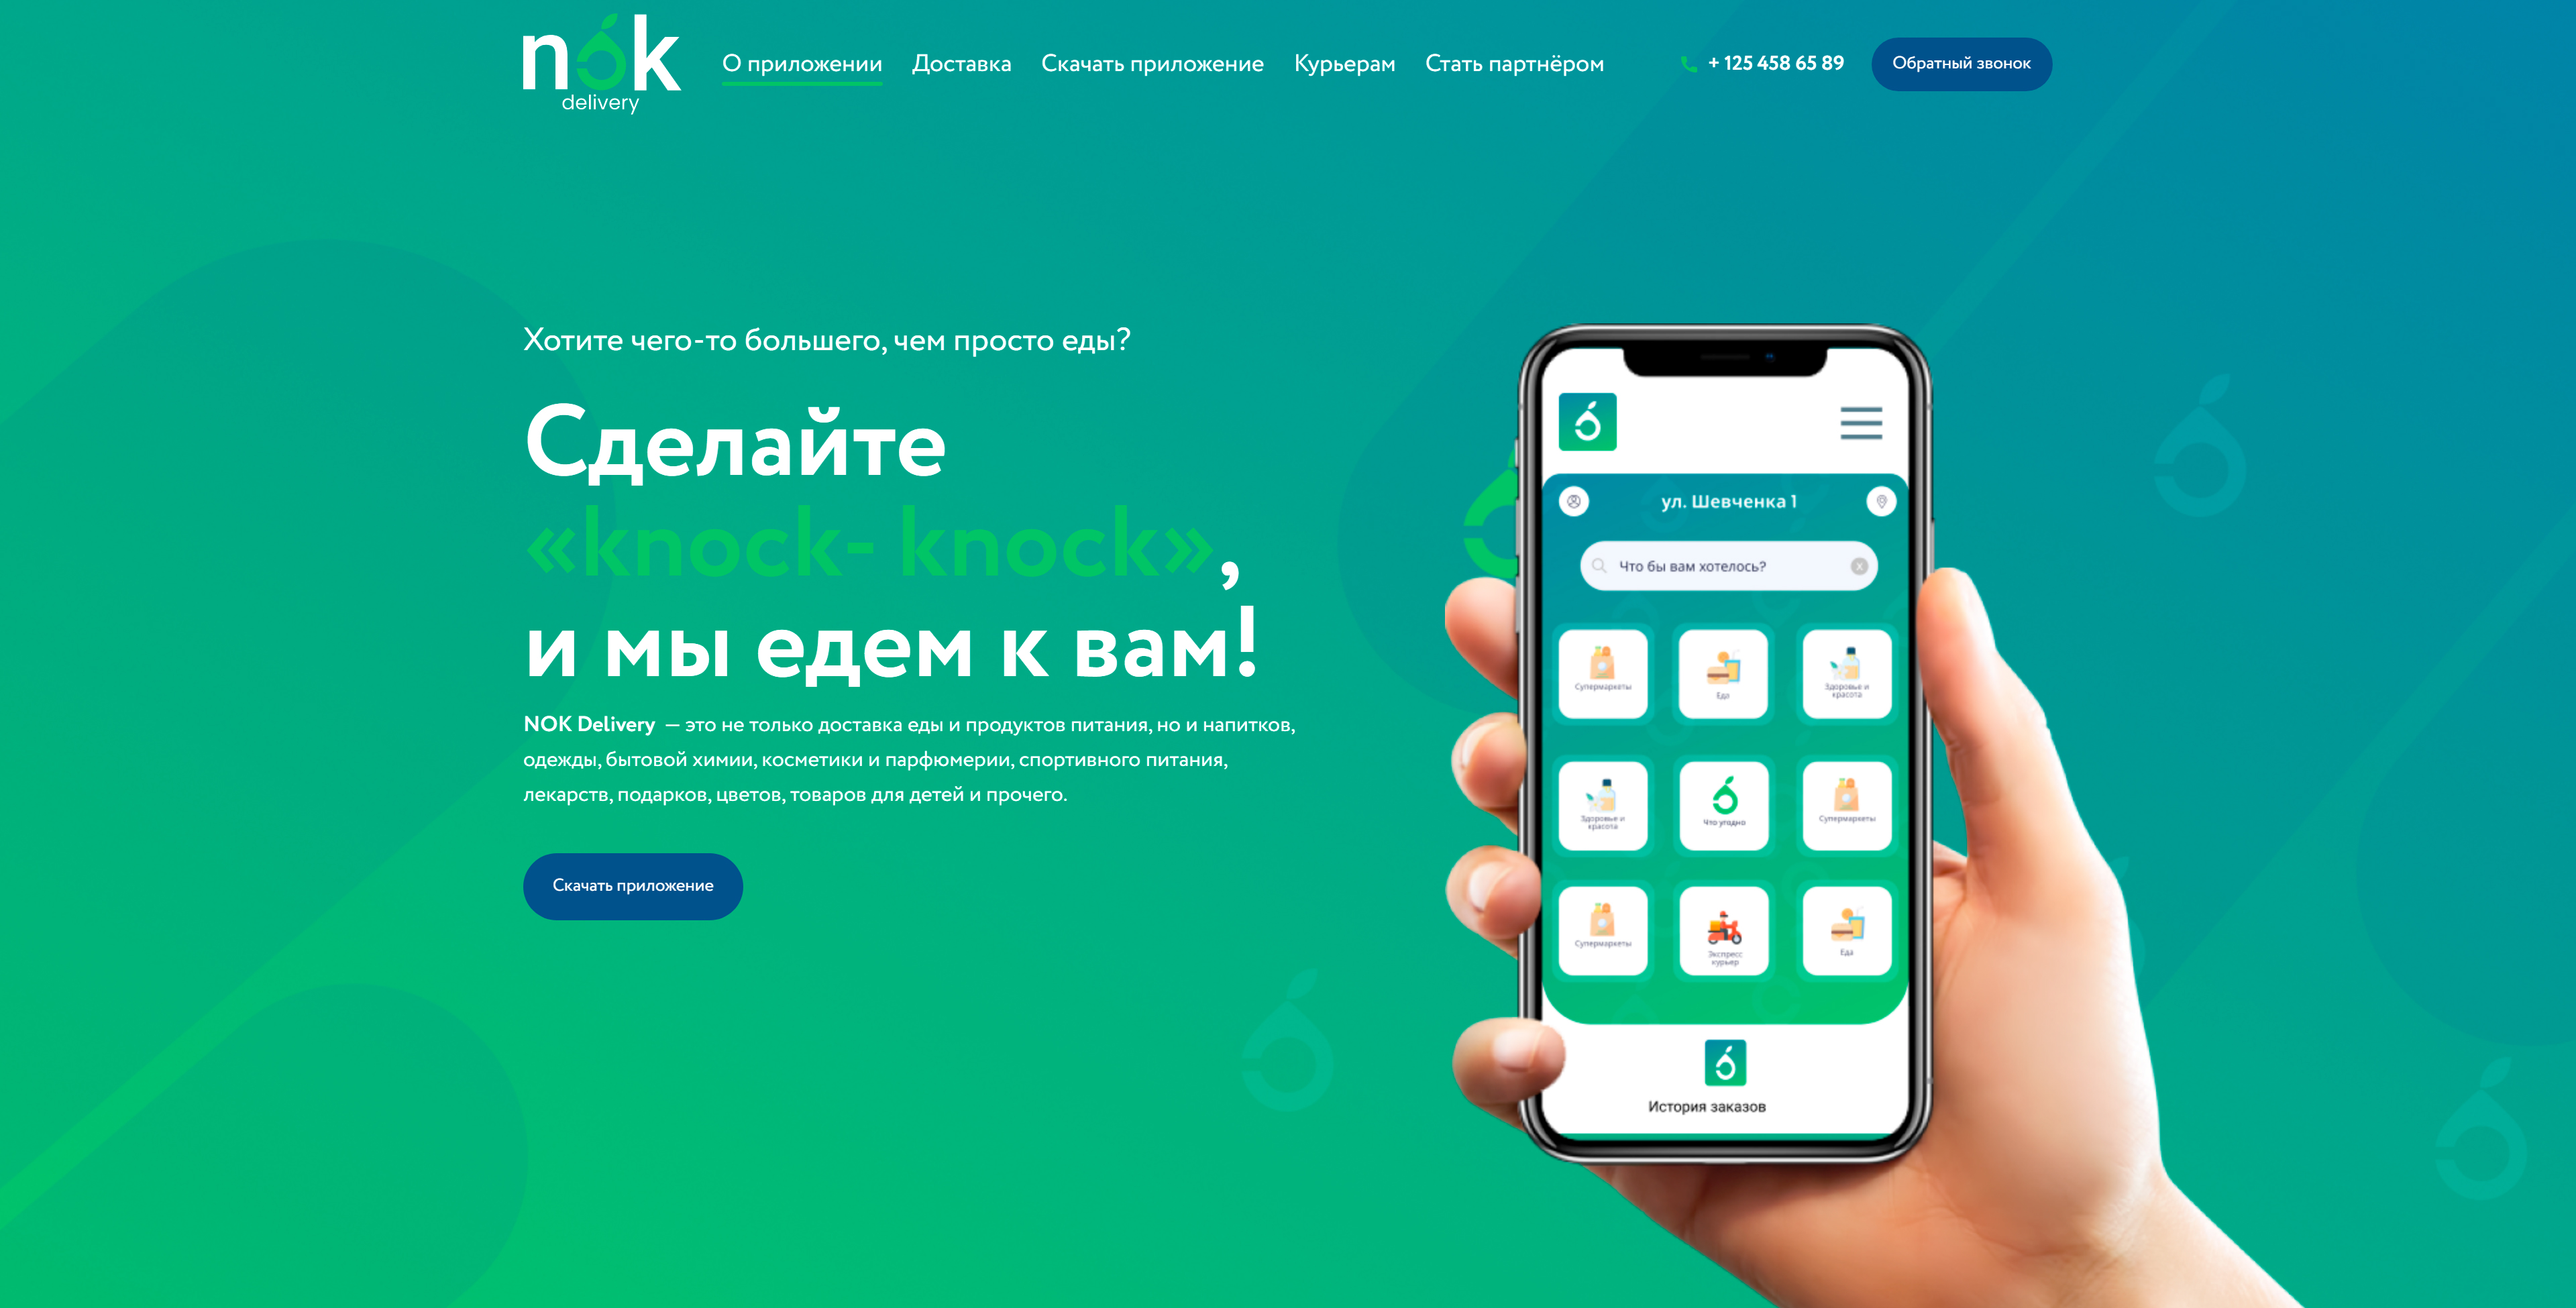 nok
delivery
О приложении
Доставка
Скачать приложение
Курьерам
Стать партнёром
+ 125 458 65 89
Обратный звонок
Хотите чего-то большего, чем просто еды?
Сделайте
«knock- knock»,
и мы едем к вам!
NOK Delivery — это не только доставка еды и продуктов питания, но и напитков,
одежды, бытовой химии, косметики и парфюмерии, спортивного питания,
лекарств, подарков, цветов, товаров для детей и прочего.
Скачать приложение
ул. Шевченка 1
Что бы вам хотелось?
X
Супермаркеты
Еда
Здоровье и
красота
Здоровье и
красота
Что угодно
Супермаркеты
Супермаркеты
Экспресс
курьер
Еда
История заказов